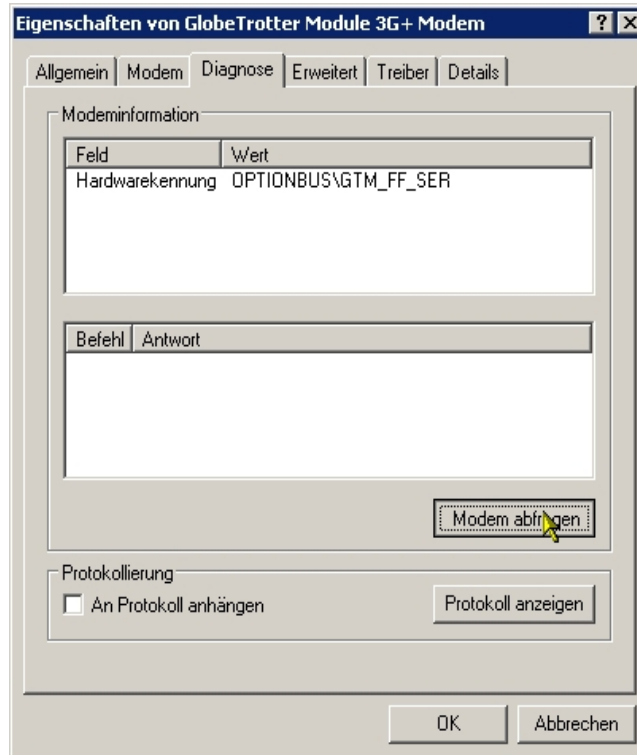 Eigenschaften von GlobeTrotter Module 3G+ Modem
Allgemein Modem Diagnose Erweitert Treiber Details
Modeminformation
Feld Wert
Hardwarekennung OPTIONBUS\GTM_FF_SER
Befehl Antwort
Modem abfragen
Protokollierung
An Protokoll anhängen Protokoll anzeigen
OK Abbrechen